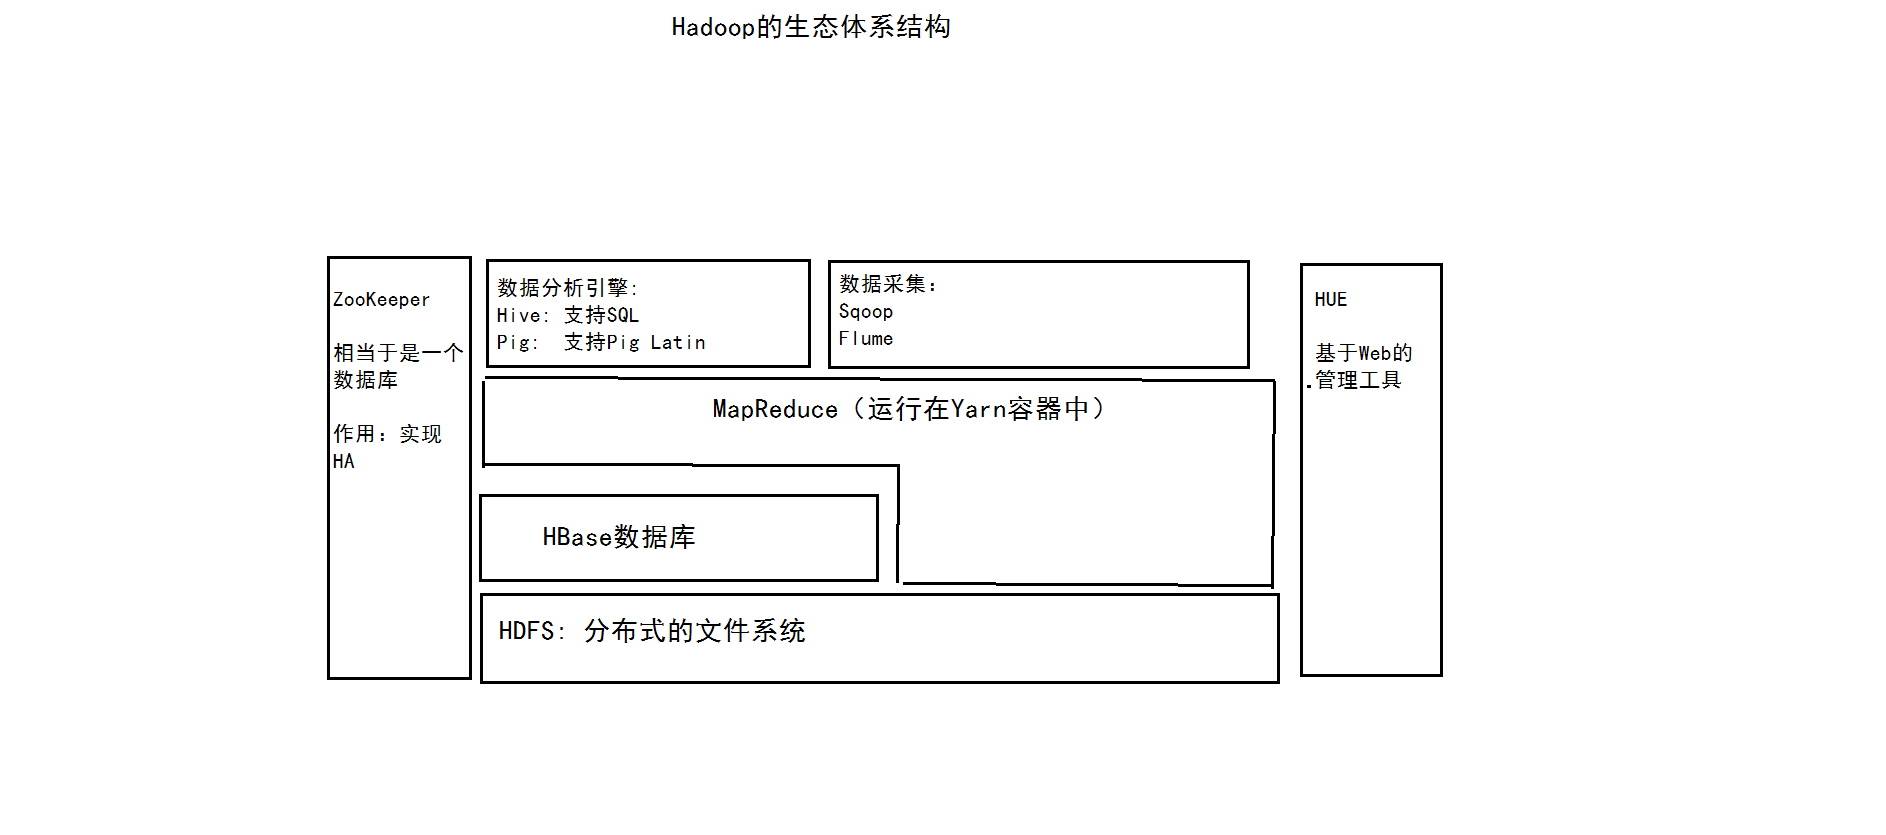 Hadoop的生态体系结构
ZooKeeper
相当于是一个
数据库
作用：实现
HA
数据分析引擎:
Hive: 支持SQL
Pig:  支持Pig Latin
数据采集：
Sqoop
Flume
HUE
基于Web的
管理工具
MapReduce（运行在Yarn容器中）
HBase数据库
HDFS: 分布式的文件系统